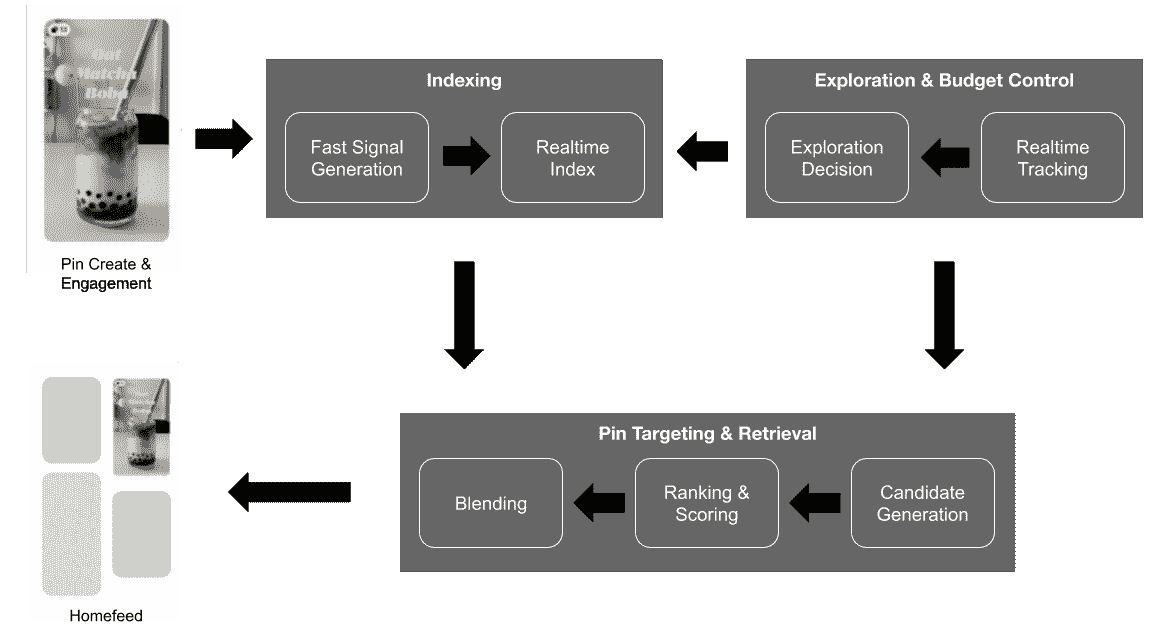 Oat
Matcha
Boba
Pin Create &
Engagement
Indexing
Fast Signal
Generation
Realtime
Index
Exploration & Budget Control
Exploration
Decision
Realtime
Tracking
Pin Targeting & Retrieval
Blending
Ranking &
Scoring
Candidate
Generation
Homefeed